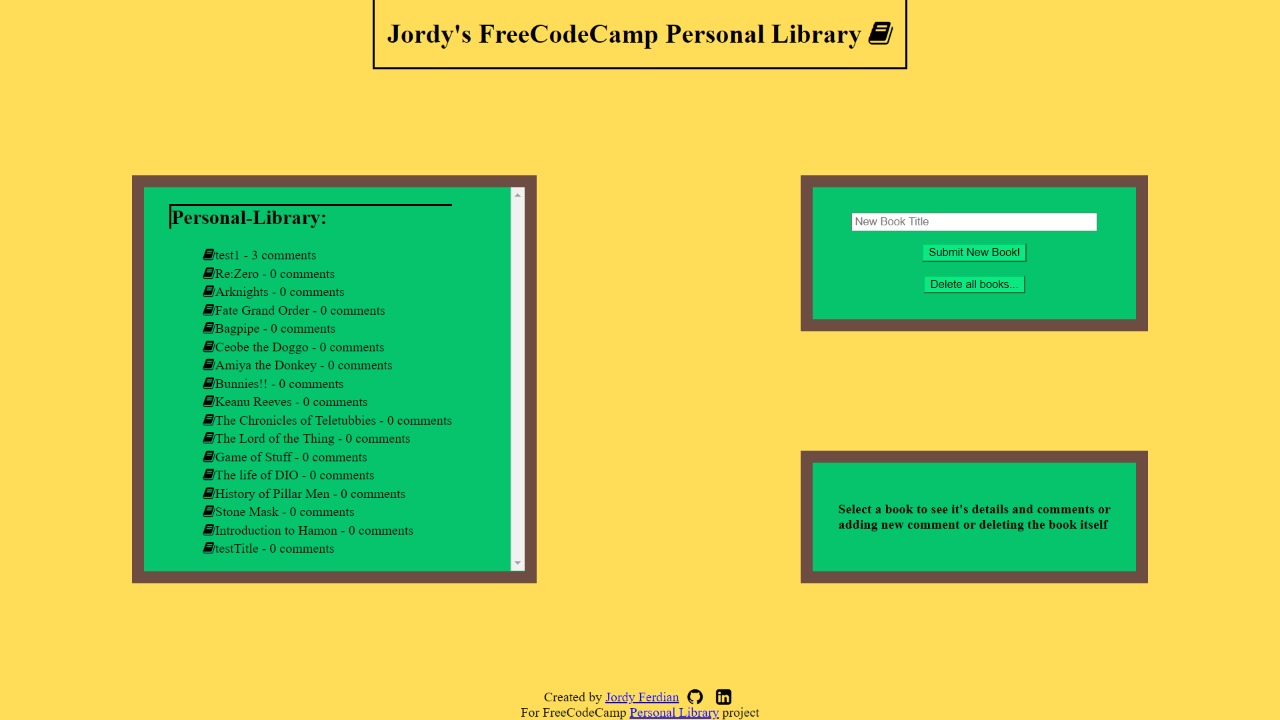 Jordy's FreeCodeCamp Personal Library
Personal-Library:
test1 - 3 comments
Re:Zero - 0 comments
Arknights - 0 comments
Fate Grand Order - 0 comments
Bagpipe - 0 comments
Ceobe the Doggo - 0 comments
Amiya the Donkey - 0 comments
Bunnies!! - 0 comments
Keanu Reeves - 0 comments
The Chronicles of Teletubbies - 0 comments
The Lord of the Thing - 0 comments
Game of Stuff - 0 comments
The life of DIO - 0 comments
History of Pillar Men - 0 comments
Stone Mask - 0 comments
Introduction to Hamon - 0 comments
testTitle - 0 comments
New Book Title
Submit New Book!
Delete all books...
Select a book to see it's details and comments or
adding new comment or deleting the book itself
Created by Jordy Ferdian
For FreeCodeCamp Personal Library project